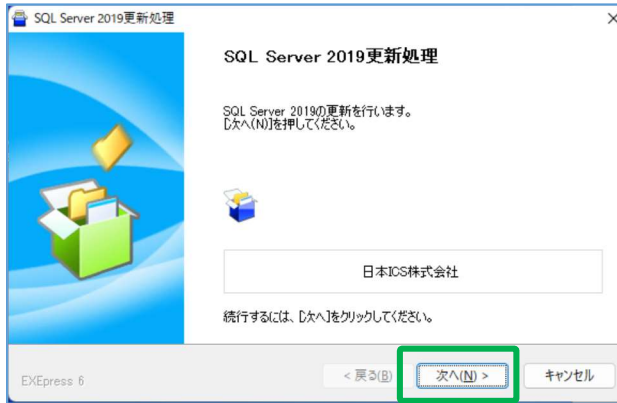 SQL Server 2019更新処理
SQL Server 2019更新処理
SQL Server 2019の更新を行います。
[次へ(N)]を押してください。
日本ICS株式会社
続行するには、[次へ]をクリックしてください。
EXEpress 6
< 戻る(B)
次へ(N) >
キャンセル